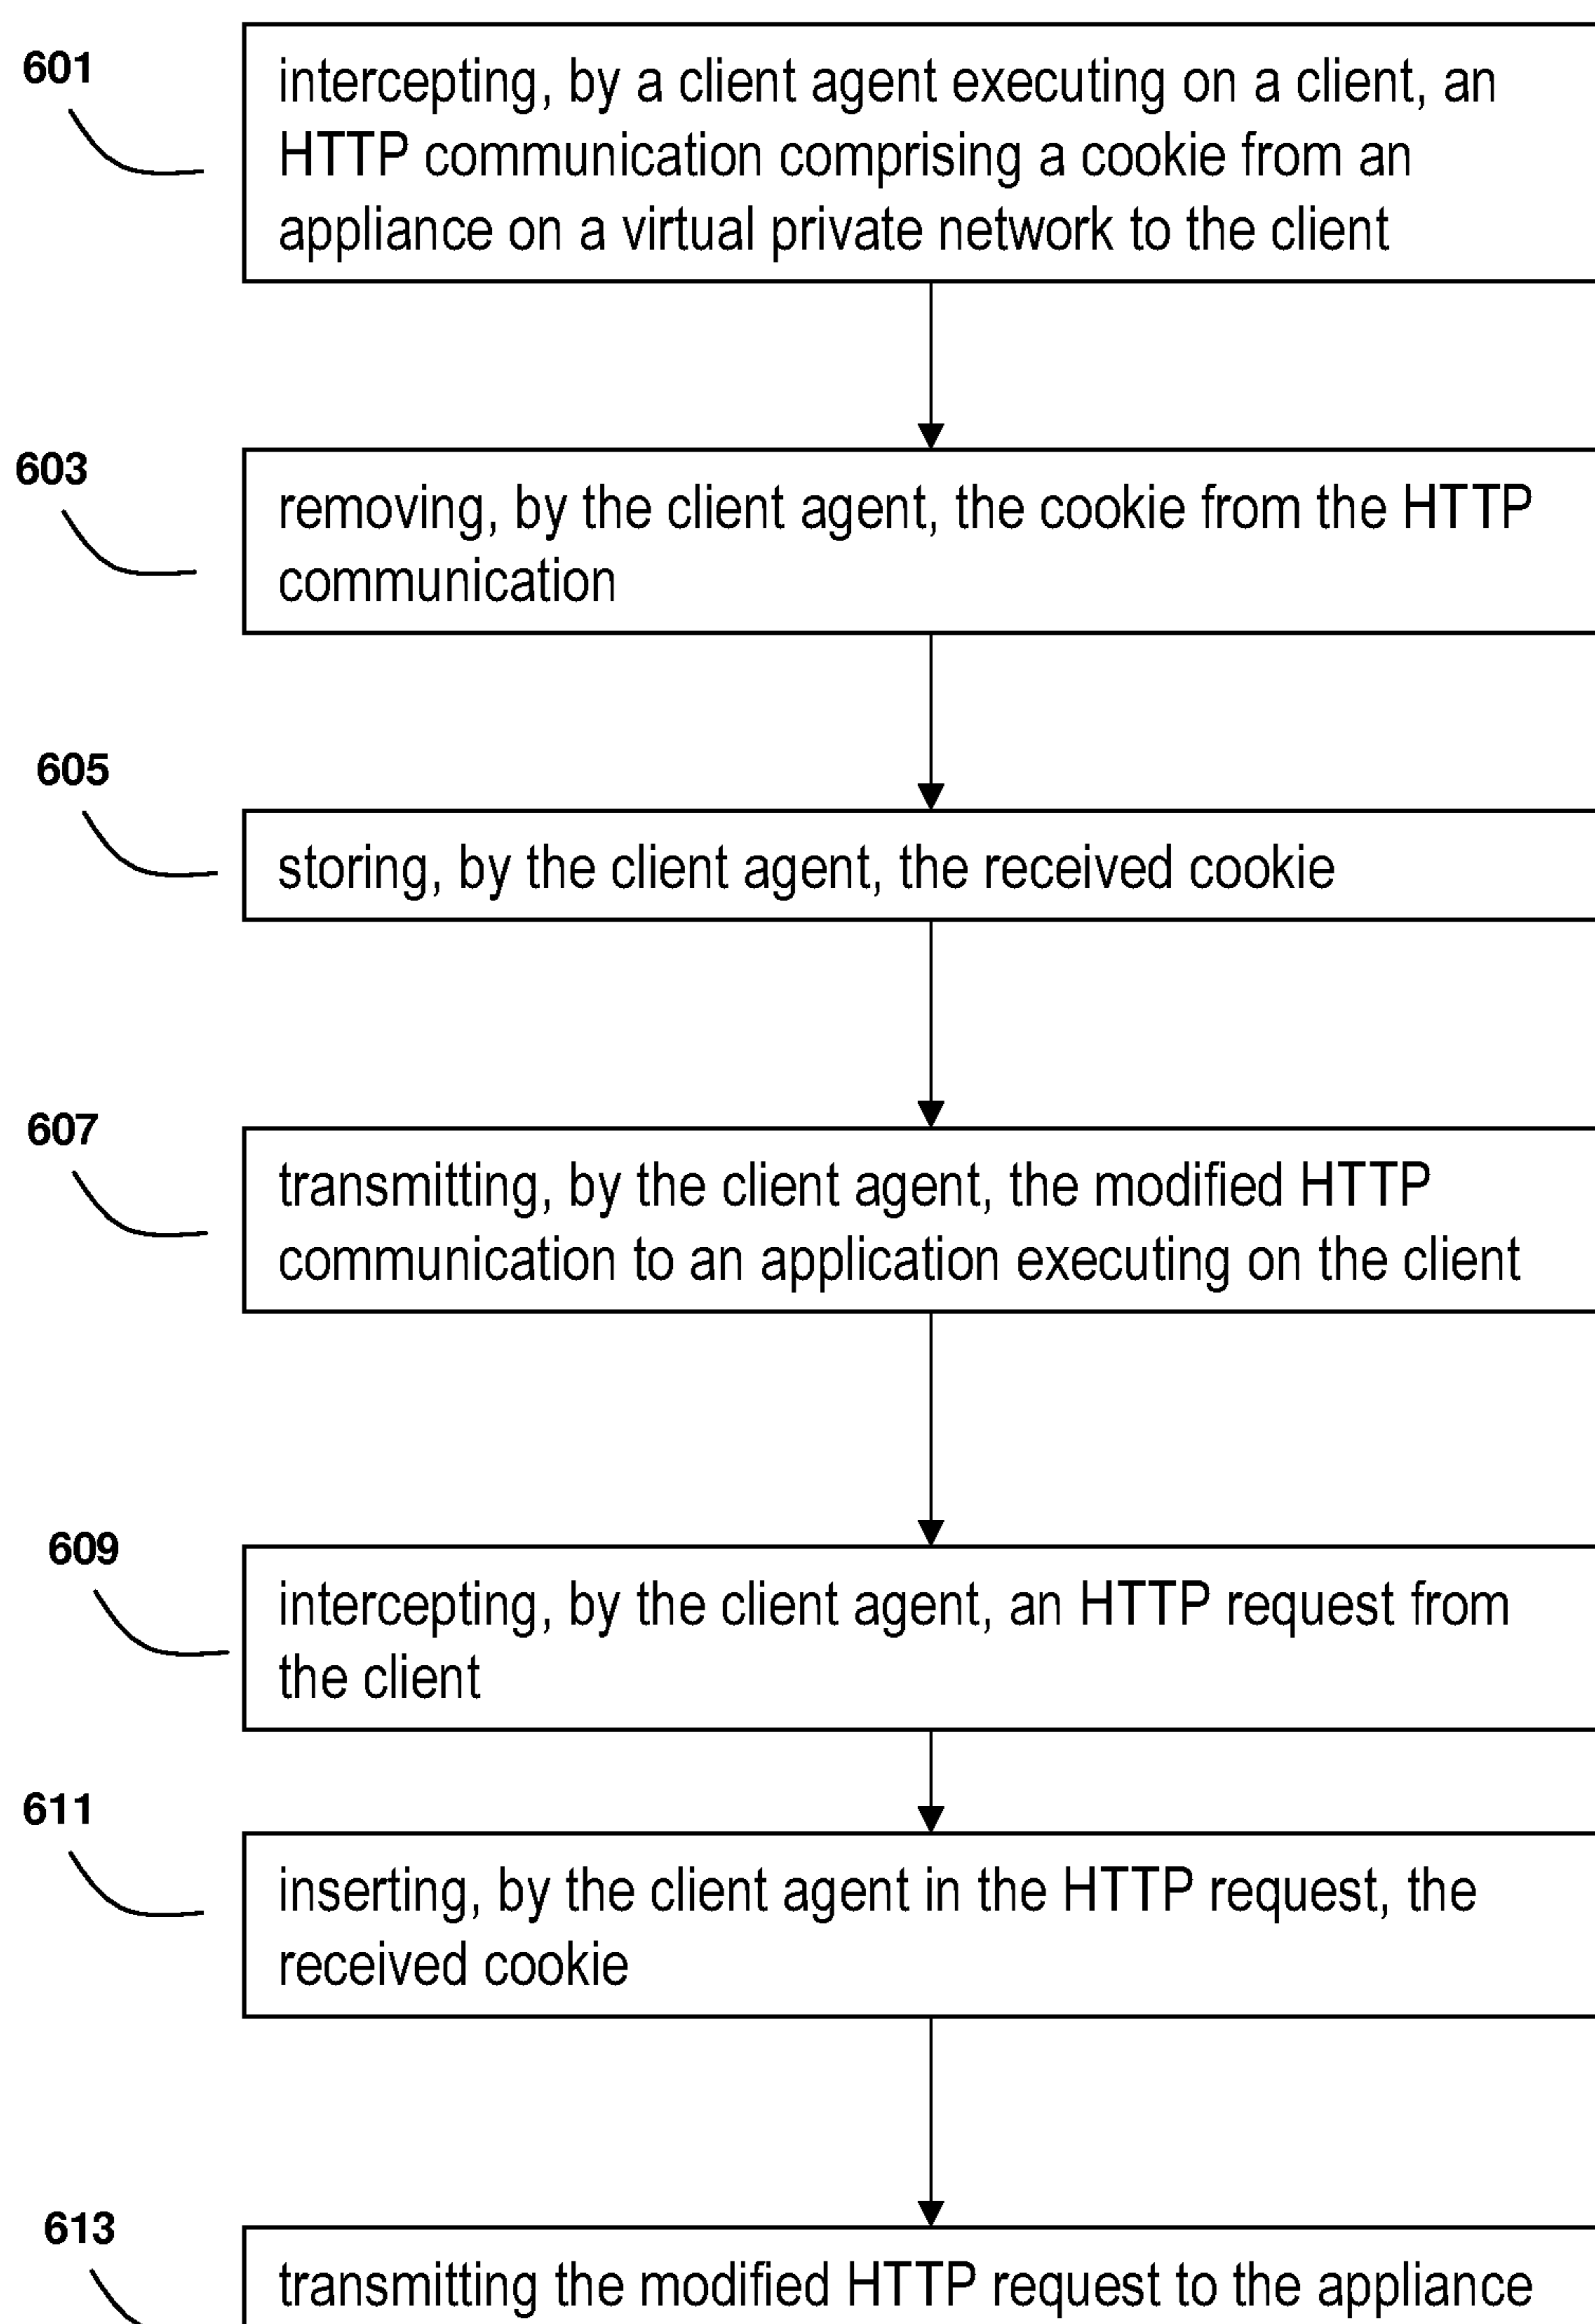 601
intercepting, by a client agent executing on a client, an
HTTP communication comprising a cookie from an
appliance on a virtual private network to the client
603
removing, by the client agent, the cookie from the HTTP
communication
605
storing, by the client agent, the received cookie
607
transmitting, by the client agent, the modified HTTP
communication to an application executing on the client
609
intercepting, by the client agent, an HTTP request from
the client
611
inserting, by the client agent in the HTTP request, the
received cookie
613
transmitting the modified HTTP request to the appliance